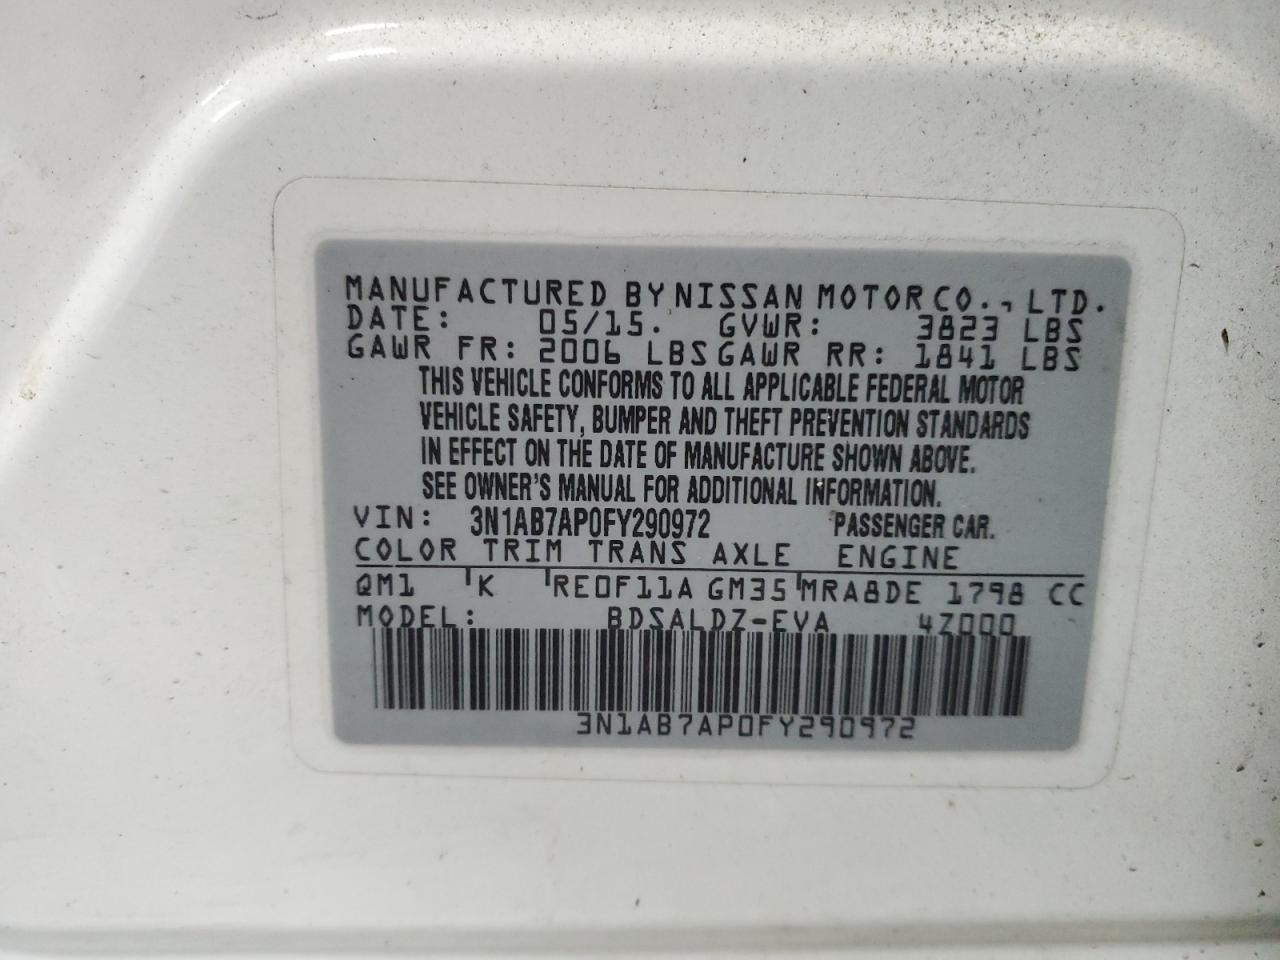 MANUFACTURED BY NISSAN MOTOR CO., LTD.
DATE: 05/15. GVWR: 3823 LBS
GAWR FR: 2006 LBS GAWR RR: 1841 LBS
THIS VEHICLE CONFORMS TO ALL APPLICABLE FEDERAL MOTOR
VEHICLE SAFETY, BUMPER AND THEFT PREVENTION STANDARDS
IN EFFECT ON THE DATE OF MANUFACTURE SHOWN ABOVE.
SEE OWNER'S MANUAL FOR ADDITIONAL INFORMATION.
VIN: 3N1AB7AP0FY290972 PASSENGER CAR.
COLOR TRIM TRANS AXLE ENGINE
QM1 K RE0F11A GM35 MRA8DE 1798 CC
MODEL: BDSALDZ-EVA 4Z000
3N1AB7AP0FY290972